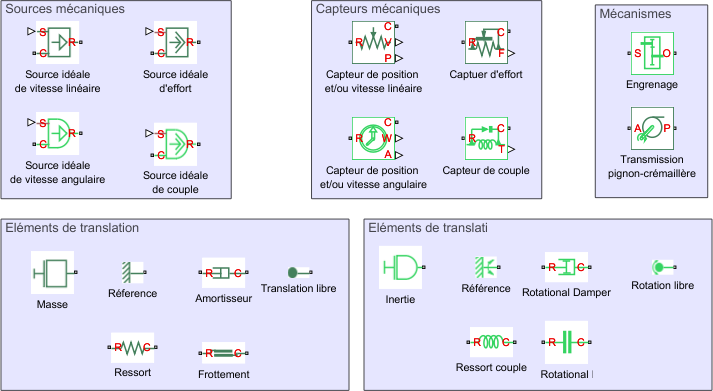 Sources mécaniques
S
C
R
Source idéale
de vitesse linéaire
S
C
R
Source idéale
d'effort
S
C
R
Source idéale
de vitesse angulaire
S
C
R
Source idéale
de couple
Capteurs mécaniques
R
C
V
P
Capteur de position
et/ou vitesse linéaire
R
C
F
Captuer d'effort
R
C
W
A
Capteur de position
et/ou vitesse angulaire
R
C
T
Capteur de couple
Mécanismes
S
O
Engrenage
A
P
Transmission
pignon-crémaillère
Eléments de translation
Masse
Réference
R
C
Amortisseur
Translation libre
R
C
Ressort
R
C
Frottement
Eléments de translati
Inertie
Référence
R
C
Rotational Damper
Rotation libre
R
C
Ressort couple
R
C
Rotational